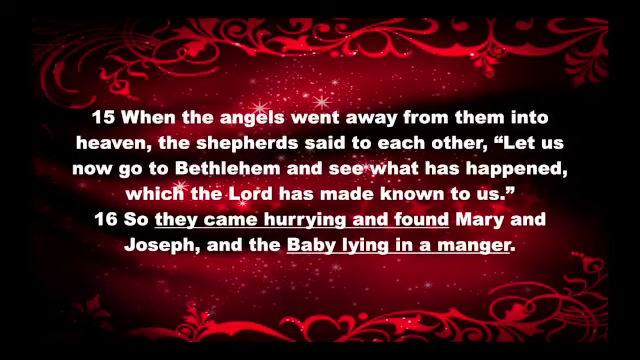 15 When the angels went away from them into
heaven, the shepherds said to each other, “Let us
now go to Bethlehem and see what has happened,
which the Lord has made known to us.”
16 So they came hurrying and found Mary and
Joseph, and the Baby lying in a manger.